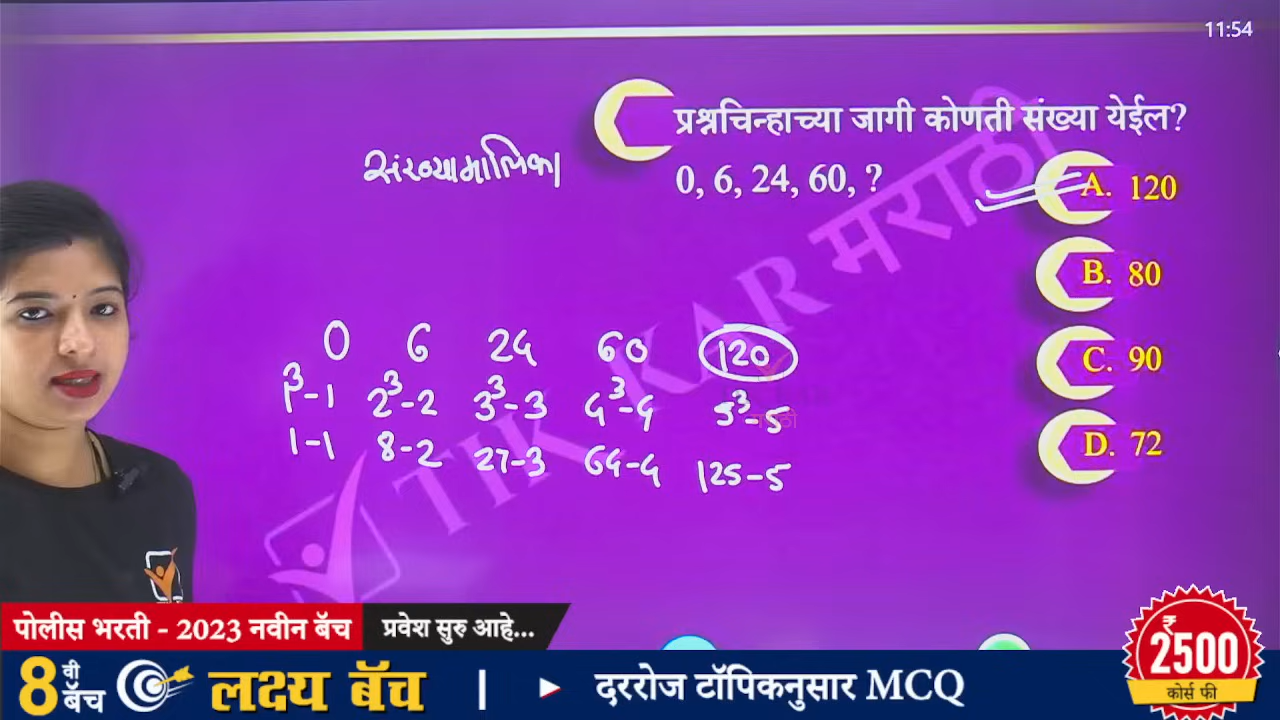 11:54
प्रश्नचिन्हाच्या जागी कोणती संख्या येईल?
0, 6, 24, 60, ?
संख्यामालिका
A. 120
B. 80
C. 90
D. 72
0 6 24 60 120
1³-1 2³-2 3³-3 4³-4 5³-5
1-1 8-2 27-3 64-4 125-5
TIKTIKAR मराठी
पोलीस भरती - 2023 नवीन बॅच
प्रवेश सुरु आहे...
8 वी बॅच लक्ष्य बॅच | दररोज टॉपिकनुसार MCQ
₹ 2500 कोर्स फी